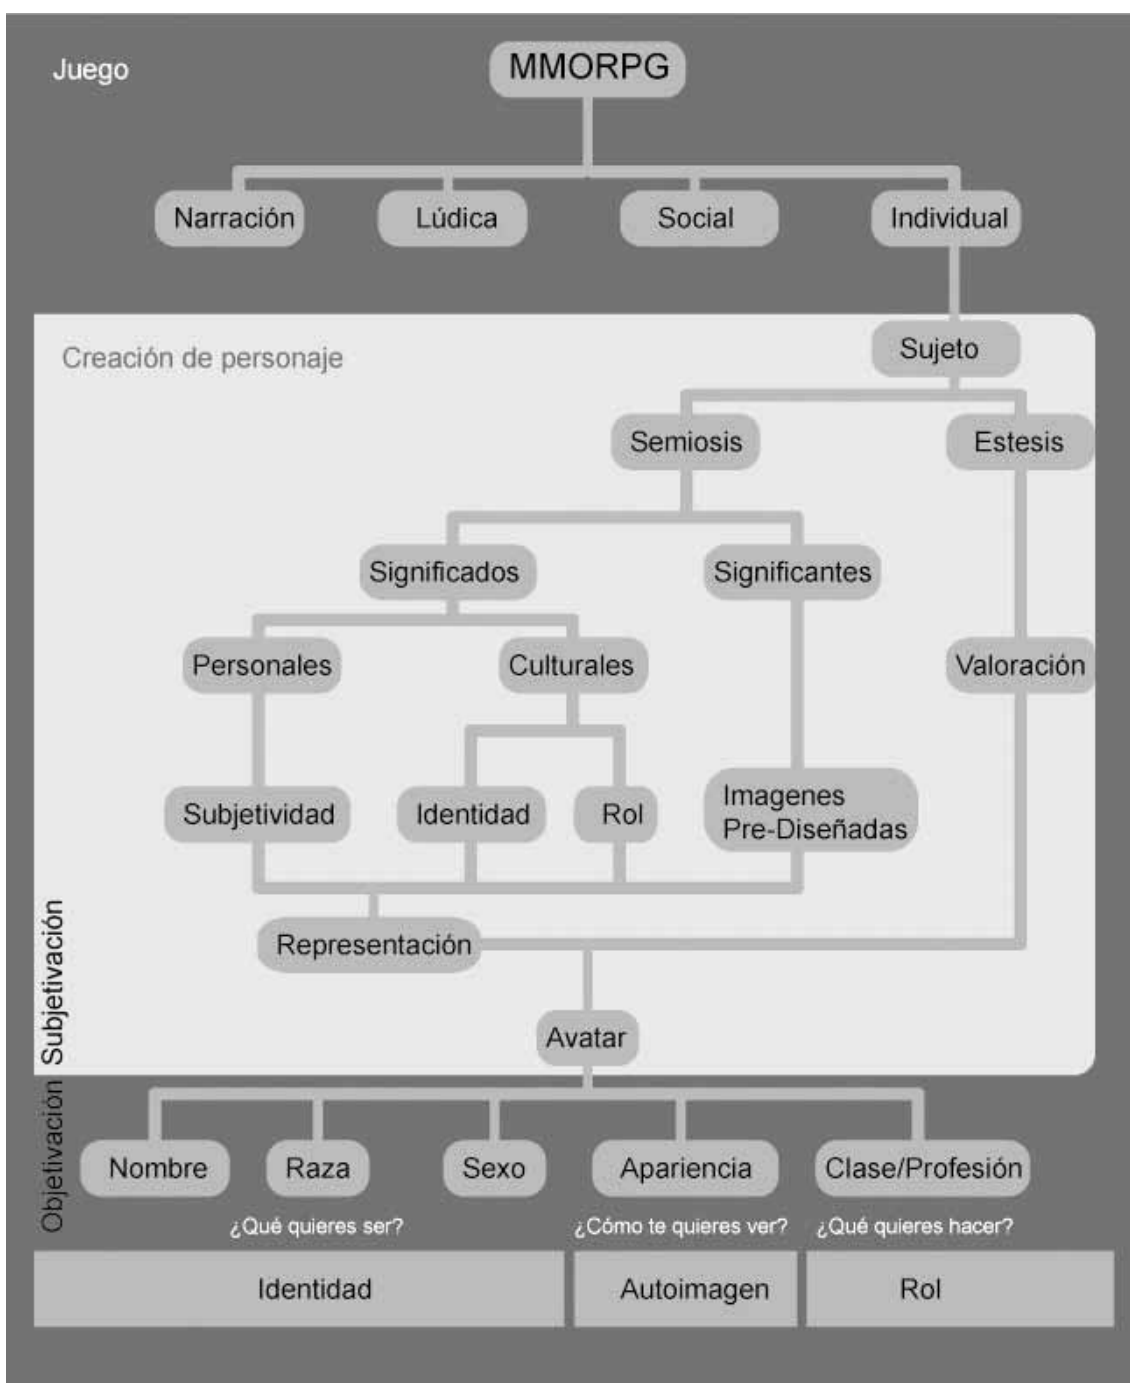 Juego
MMORPG
Narración
Lúdica
Social
Individual
Creación de personaje
Sujeto
Semiosis
Estesis
Significados
Significantes
Personales
Culturales
Valoración
Subjetividad
Identidad
Rol
Imagenes
Pre-Diseñadas
Representación
Avatar
Subjetivación
Objetivación
Nombre
Raza
Sexo
Apariencia
Clase/Profesión
¿Qué quieres ser?
¿Cómo te quieres ver?
¿Qué quieres hacer?
Identidad
Autoimagen
Rol